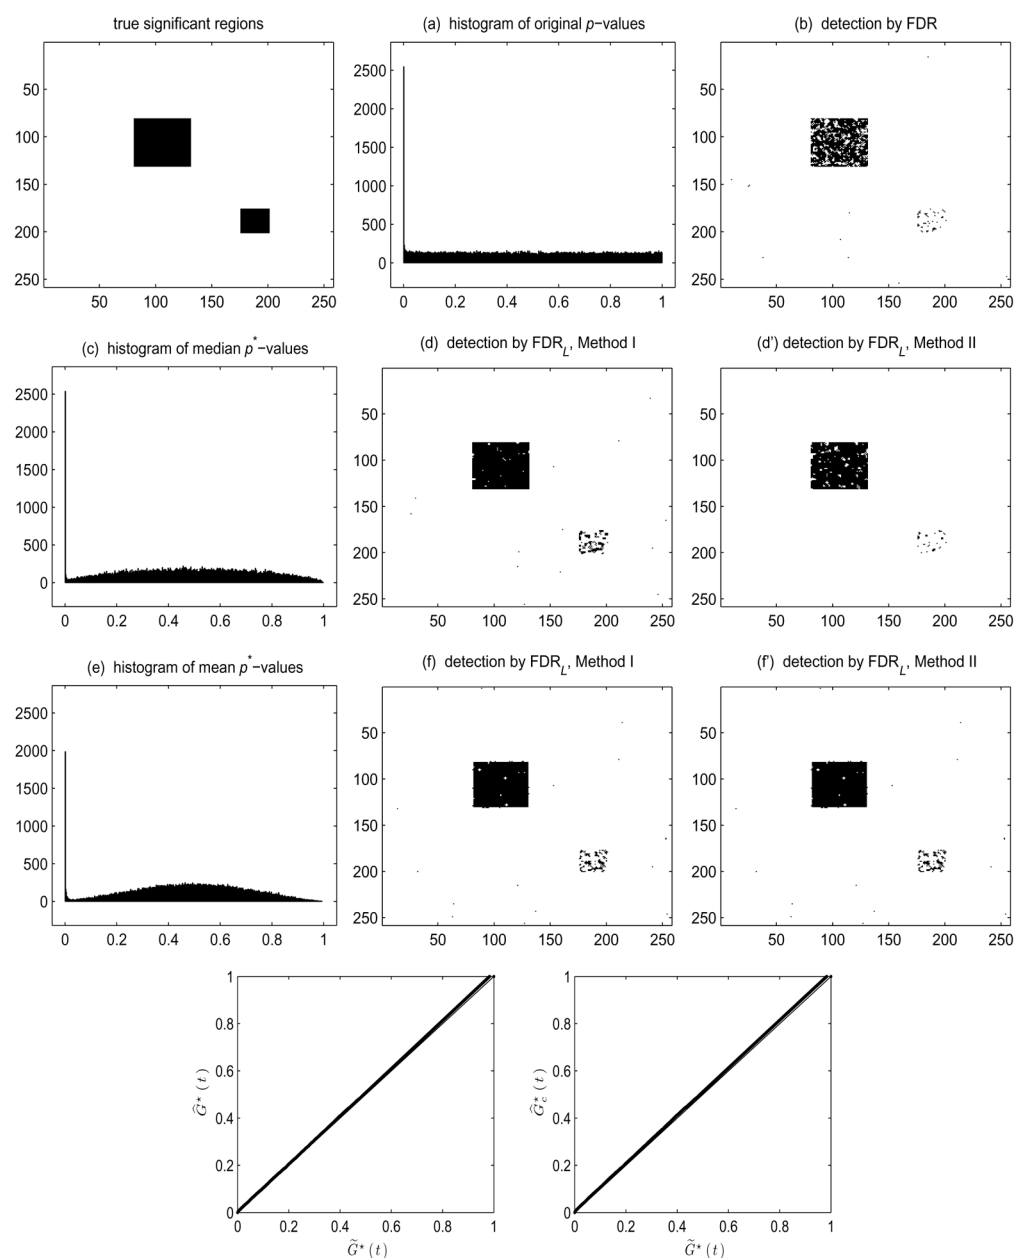 true significant regions
(a) histogram of original p−values
(b) detection by FDR
50
100
150
200
250
50 100 150 200 250
2500
2000
1500
1000
500
0
0 0.2 0.4 0.6 0.8 1
50
100
150
200
250
50 100 150 200 250
(c) histogram of median p*−values
(d) detection by FDR_L, Method I
(d') detection by FDR_L, Method II
2500
2000
1500
1000
500
0
0 0.2 0.4 0.6 0.8 1
50
100
150
200
250
50 100 150 200 250
50
100
150
200
250
50 100 150 200 250
(e) histogram of mean p*−values
(f) detection by FDR_L, Method I
(f') detection by FDR_L, Method II
2500
2000
1500
1000
500
0
0 0.2 0.4 0.6 0.8 1
50
100
150
200
250
50 100 150 200 250
50
100
150
200
250
50 100 150 200 250
1
0.8
0.6
0.4
0.2
0
Ĝ*(t)
0 0.2 0.4 0.6 0.8 1
G̃*(t)
1
0.8
0.6
0.4
0.2
0
Ĝ*_c(t)
0 0.2 0.4 0.6 0.8 1
G̃*(t)